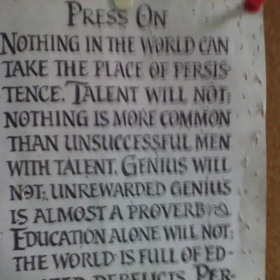 PRESS ON
NOTHING IN THE WORLD CAN
TAKE THE PLACE OF PERSIS-
TENCE. TALENT WILL NOT;
NOTHING IS MORE COMMON
THAN UNSUCCESSFUL MEN
WITH TALENT. GENIUS WILL
NOT; UNREWARDED GENIUS
IS ALMOST A PROVERB.
EDUCATION ALONE WILL NOT;
THE WORLD IS FULL OF ED-
DERELICTS. PER-